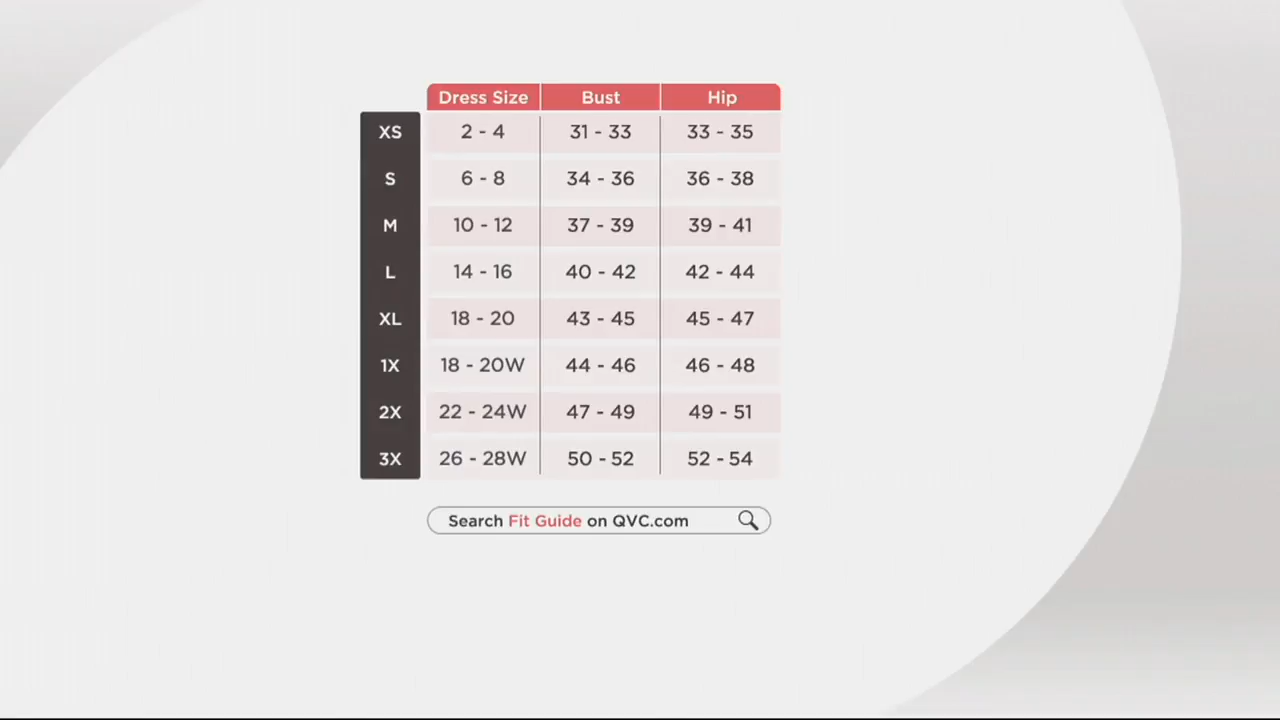 Dress Size Bust Hip
XS 2 - 4 31 - 33 33 - 35
S 6 - 8 34 - 36 36 - 38
M 10 - 12 37 - 39 39 - 41
L 14 - 16 40 - 42 42 - 44
XL 18 - 20 43 - 45 45 - 47
1X 18 - 20W 44 - 46 46 - 48
2X 22 - 24W 47 - 49 49 - 51
3X 26 - 28W 50 - 52 52 - 54
Search Fit Guide on QVC.com